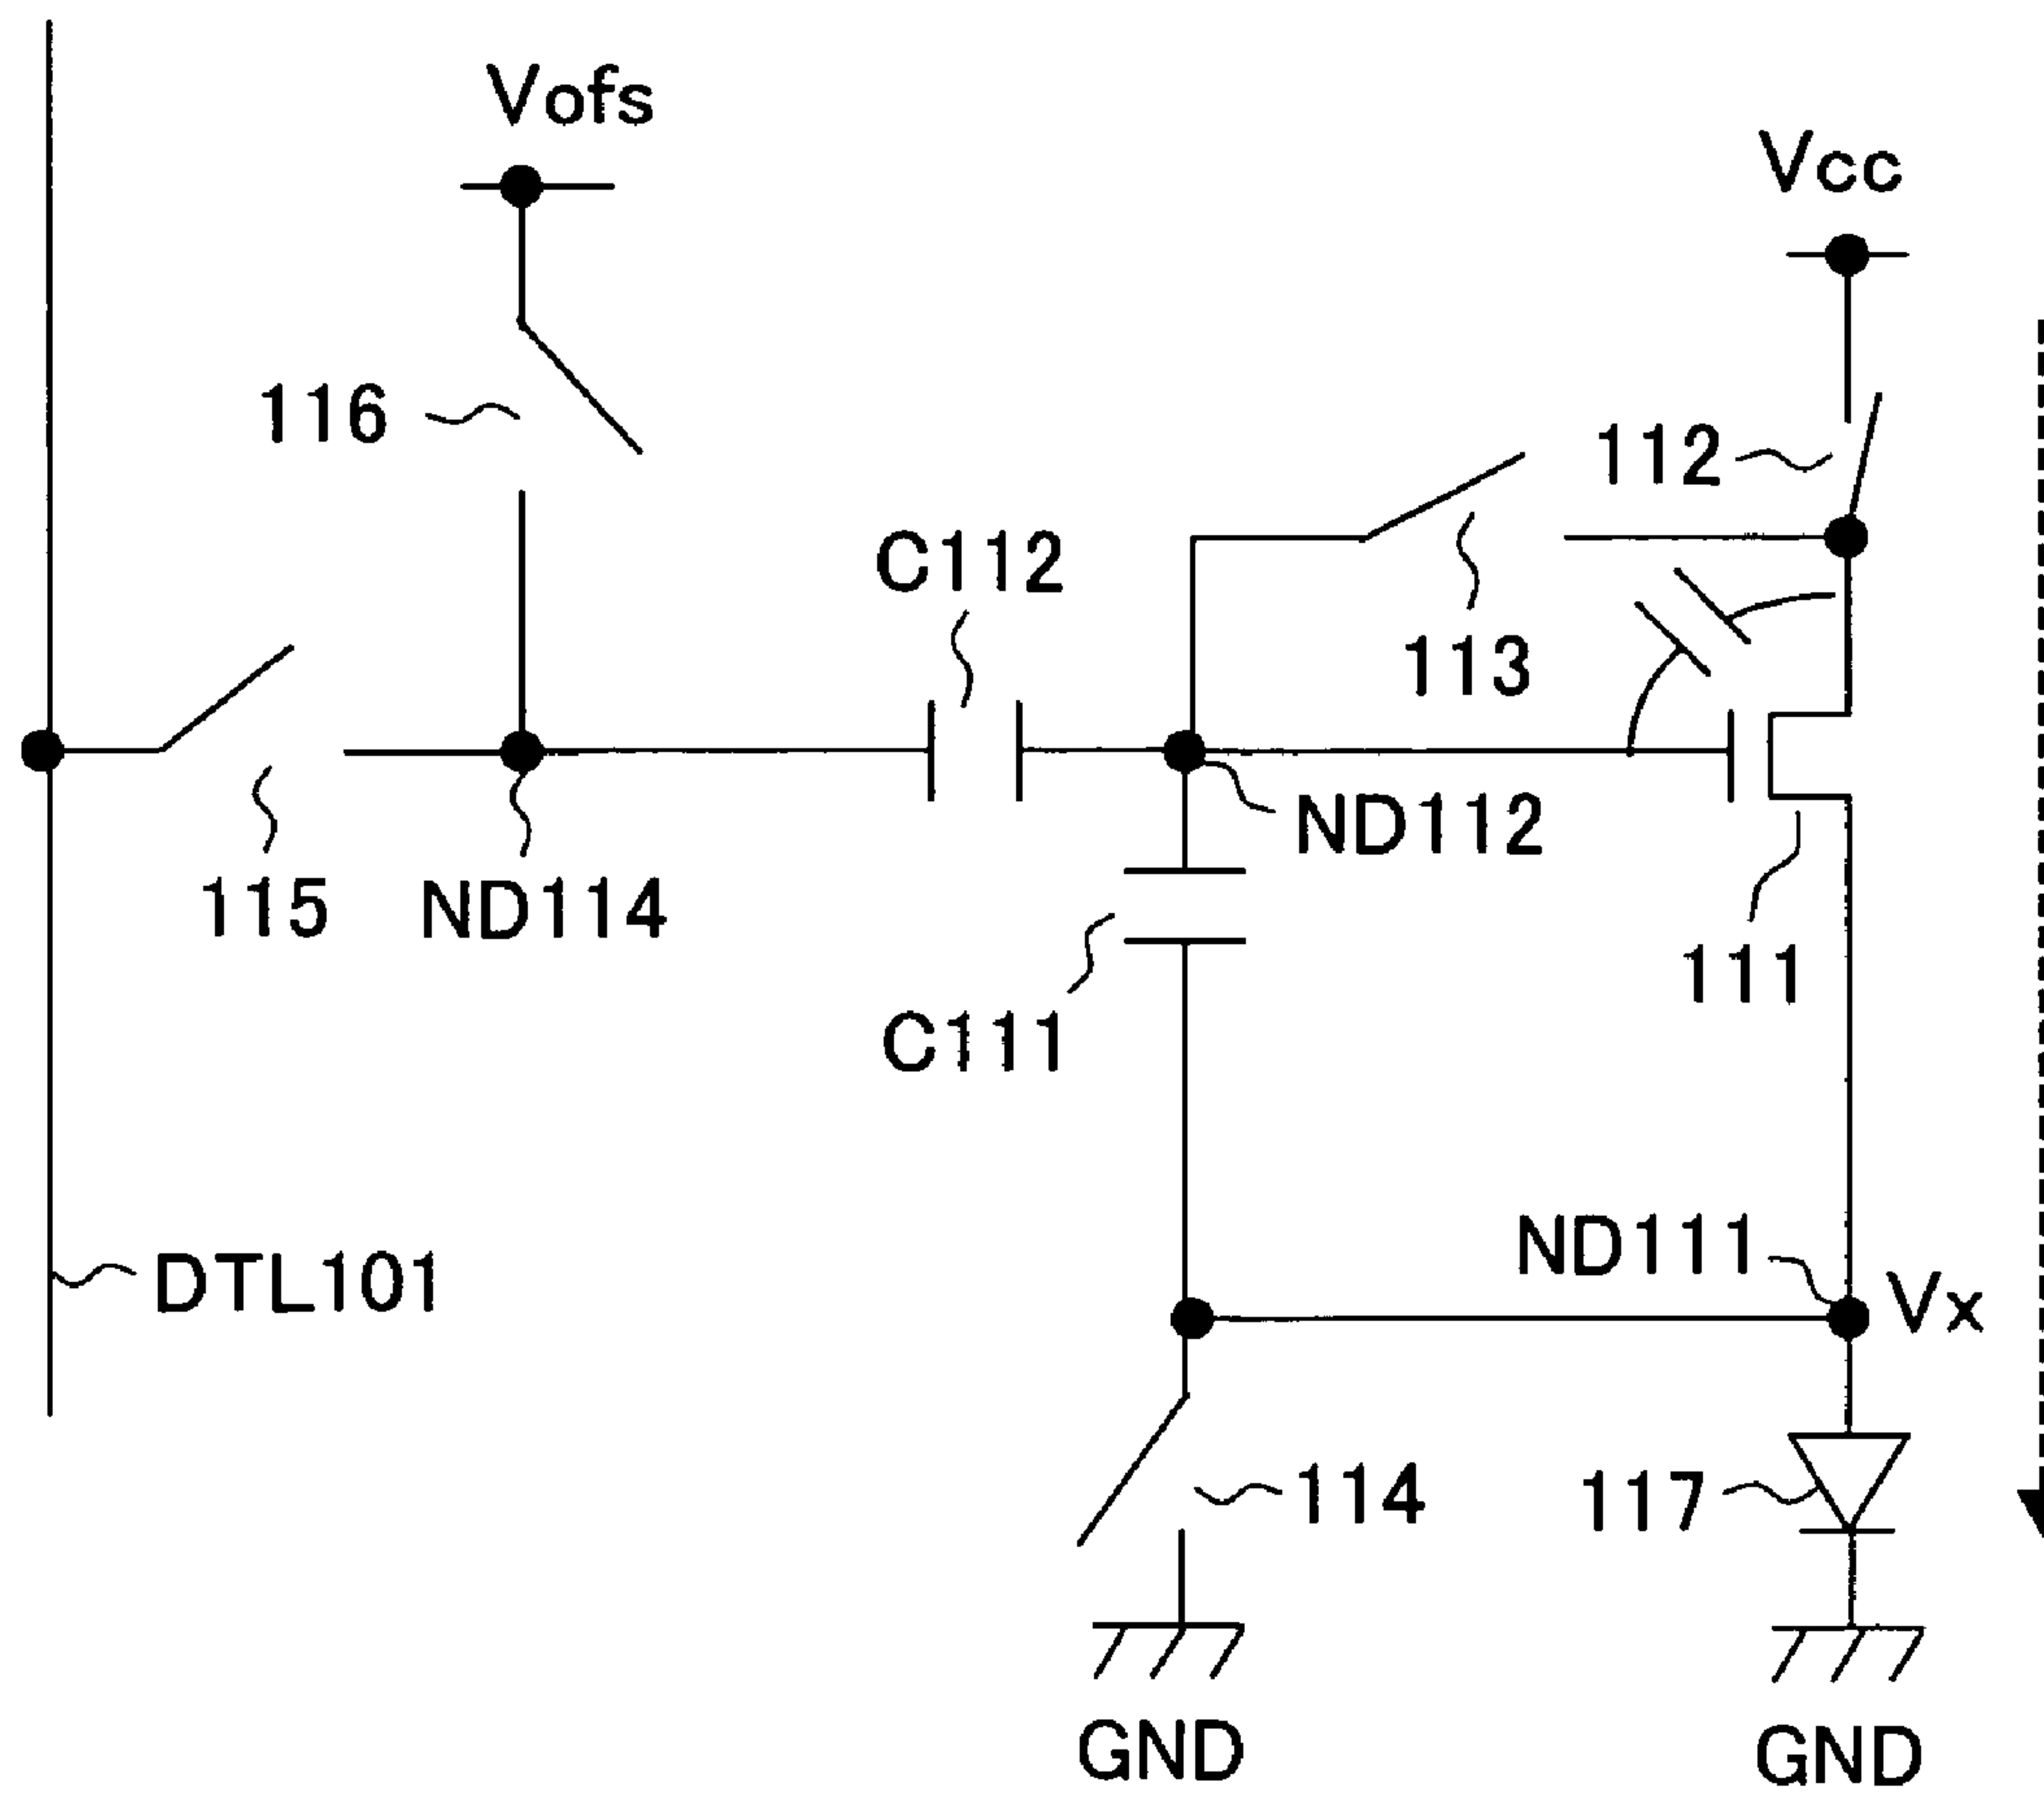 Vofs
Vcc
116
112
C112
113
ND112
115
ND114
111
C111
ND111
Vx
DTL101
114
117
GND
GND